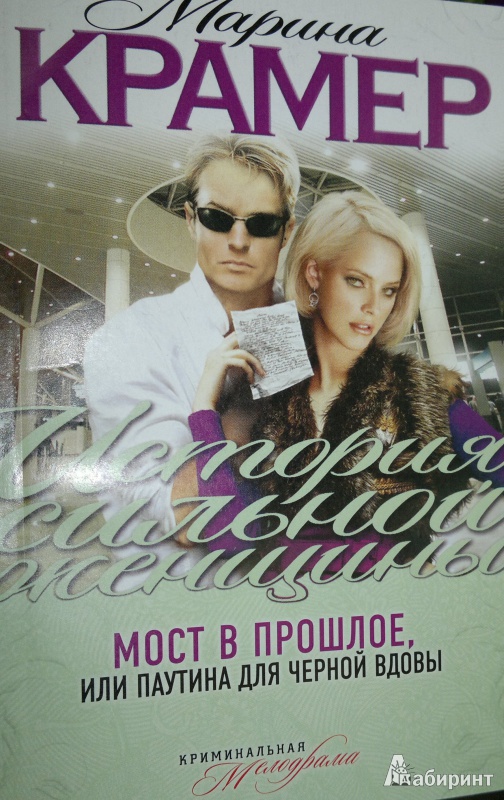 Марина
КРАМЕР
История
сильной
женщины
МОСТ В ПРОШЛОЕ,
ИЛИ ПАУТИНА ДЛЯ ЧЕРНОЙ ВДОВЫ
КРИМИНАЛЬНАЯ
Мелодрама
Лабиринт